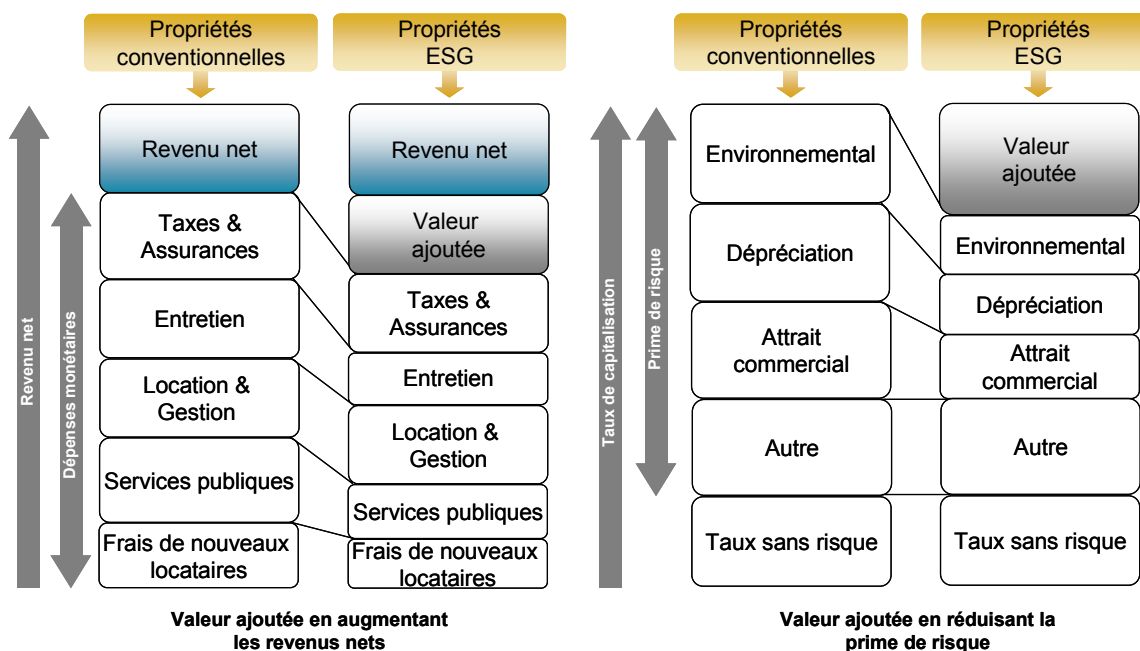 Propriétés
conventionnelles
Propriétés
ESG
Revenu net
Dépenses monétaires
Revenu net
Taxes &
Assurances
Entretien
Location &
Gestion
Services publiques
Frais de nouveaux
locataires
Revenu net
Valeur
ajoutée
Taxes &
Assurances
Entretien
Location &
Gestion
Services publiques
Frais de nouveaux
locataires
Valeur ajoutée en augmentant
les revenus nets
Propriétés
conventionnelles
Propriétés
ESG
Taux de capitalisation
Prime de risque
Environnemental
Dépréciation
Attrait
commercial
Autre
Taux sans risque
Valeur
ajoutée
Environnemental
Dépréciation
Attrait
commercial
Autre
Taux sans risque
Valeur ajoutée en réduisant la
prime de risque